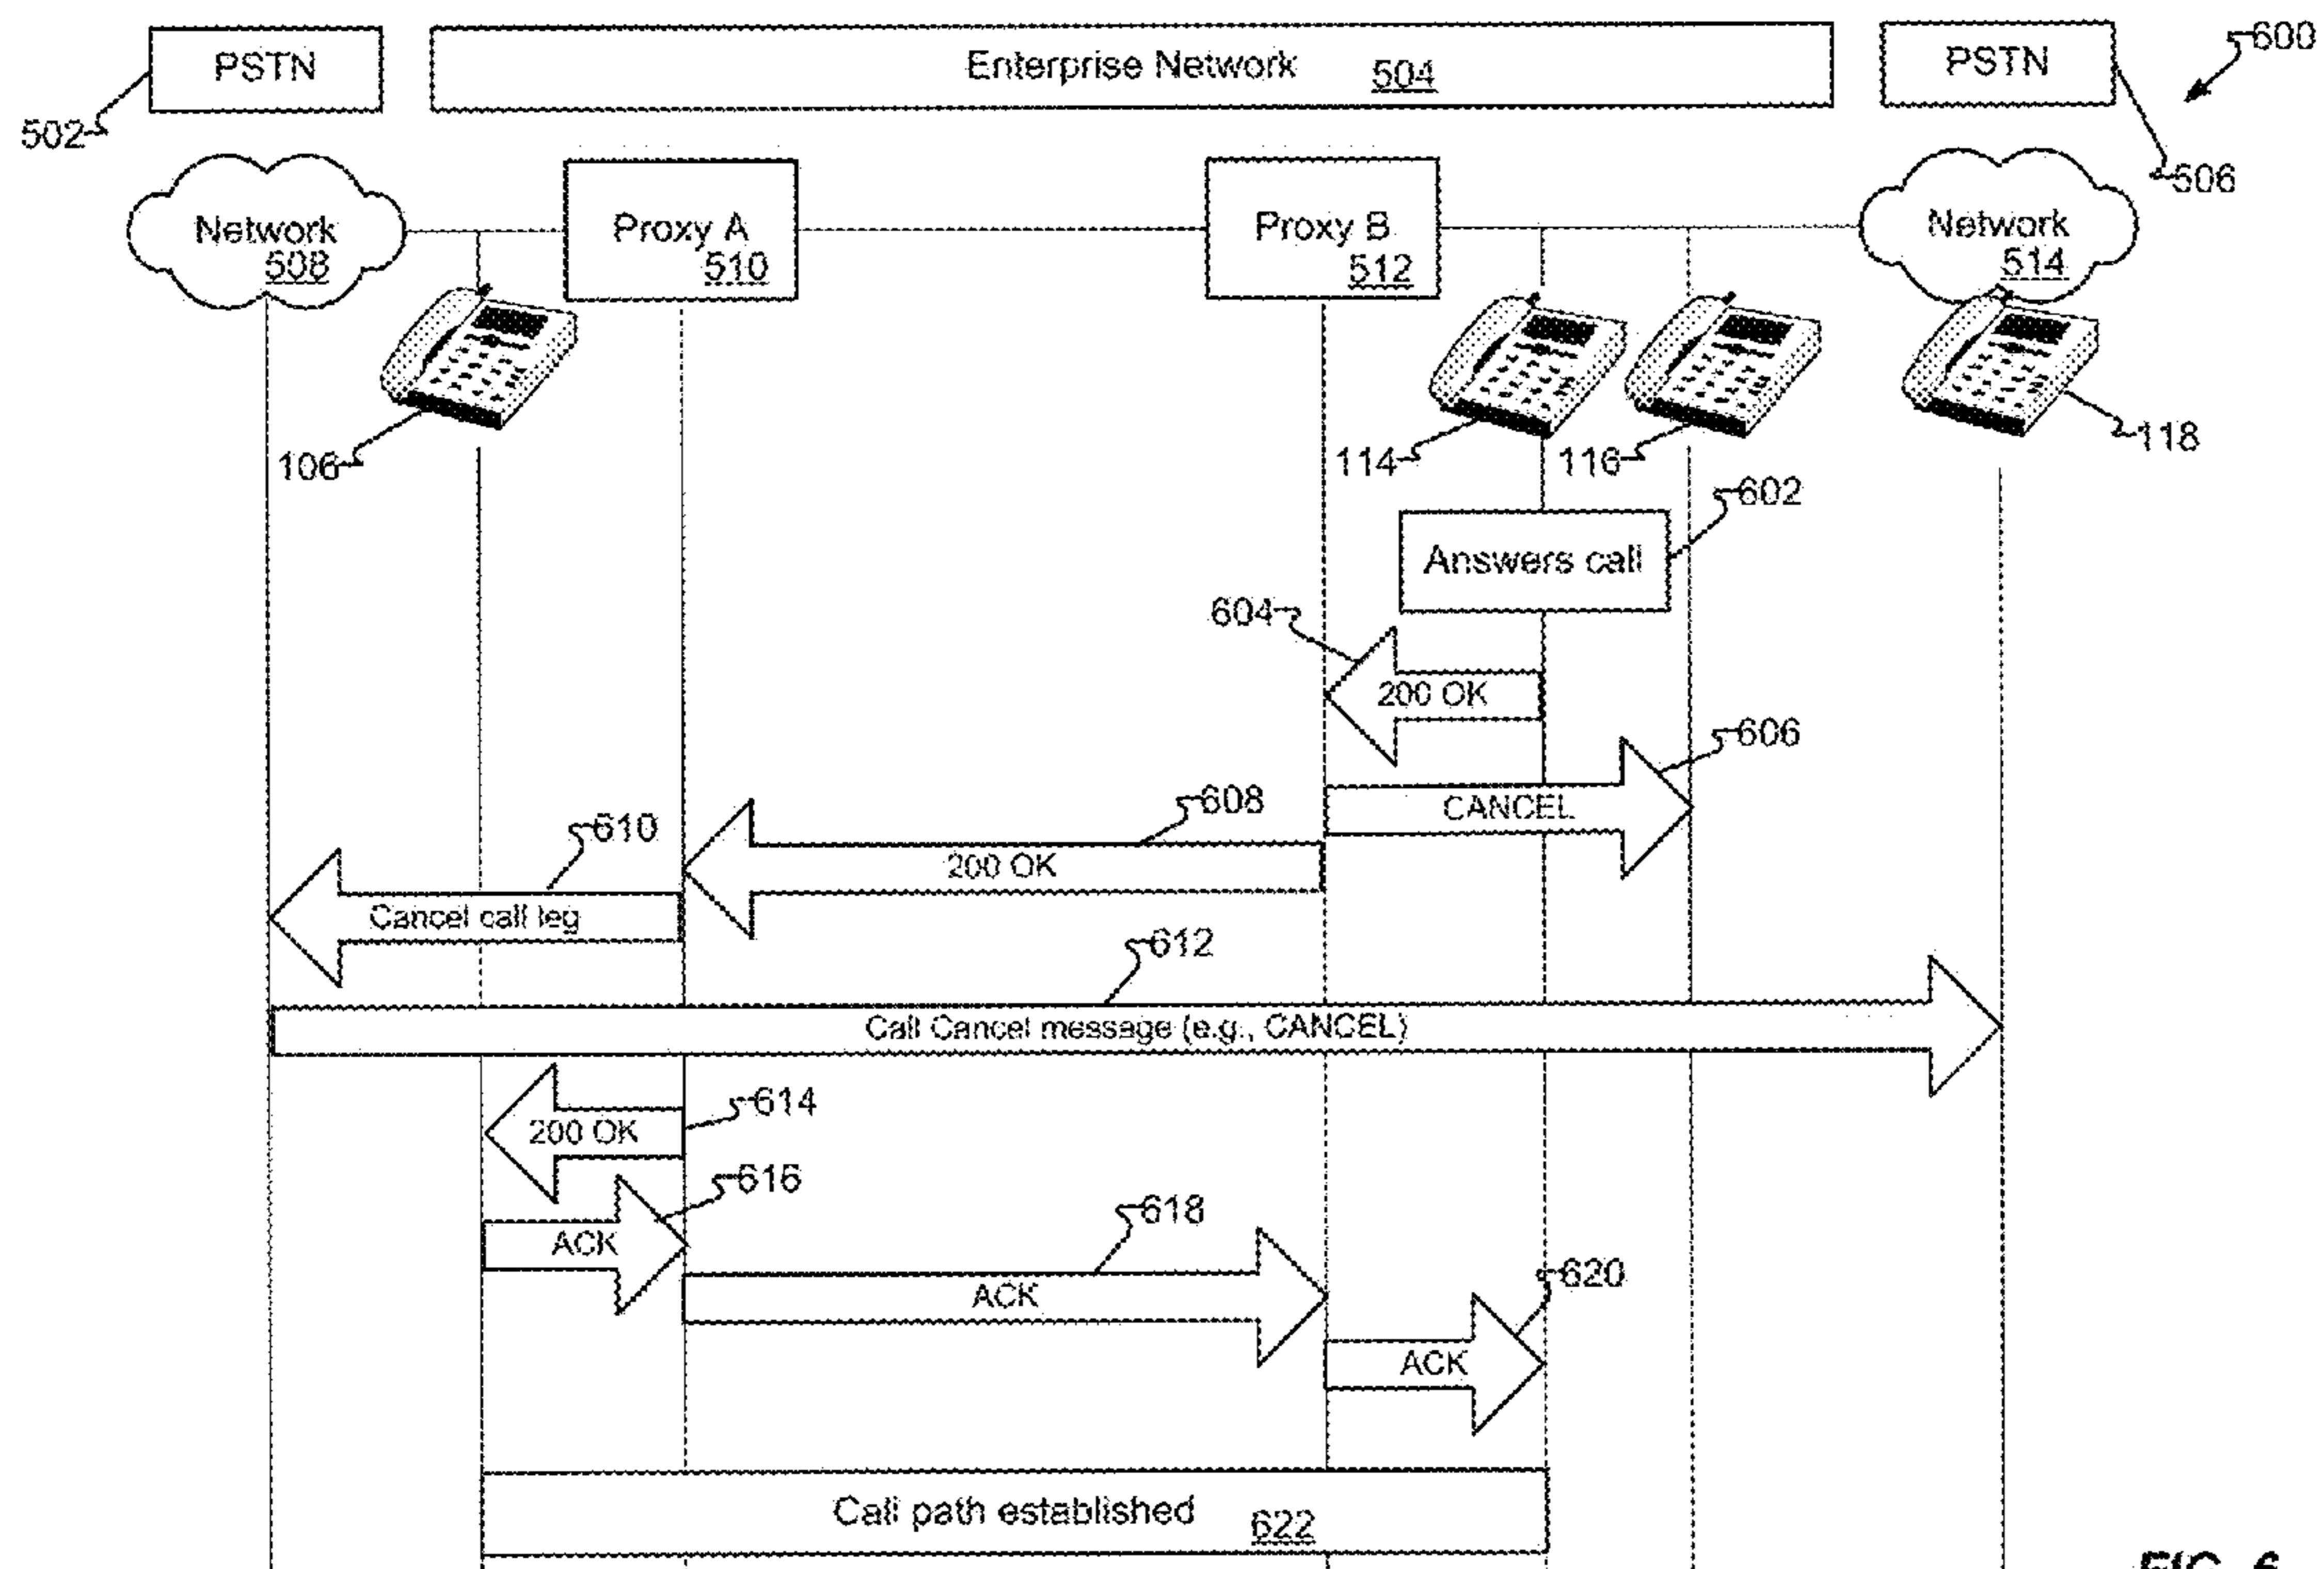 PSTN
Enterprise Network 504
PSTN
600
502
506
Network
508
Proxy A
510
Proxy B
512
Network
514
106
114
116
118
602
Answers call
604
200 OK
606
CANCEL
608
200 OK
610
Cancel call leg
612
Call Cancel message (e.g., CANCEL)
614
200 OK
616
ACK
618
ACK
620
ACK
Call path established 622
FIG. 6